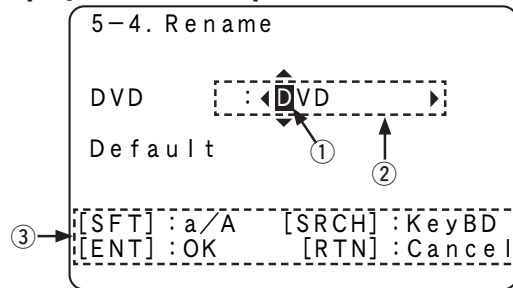 5-4. Rename
DVD : ◀DVD ▶
Default
① ②
③
[SFT] : a/A [SRCH] : KeyBD
[ENT] : OK [RTN] : Cancel